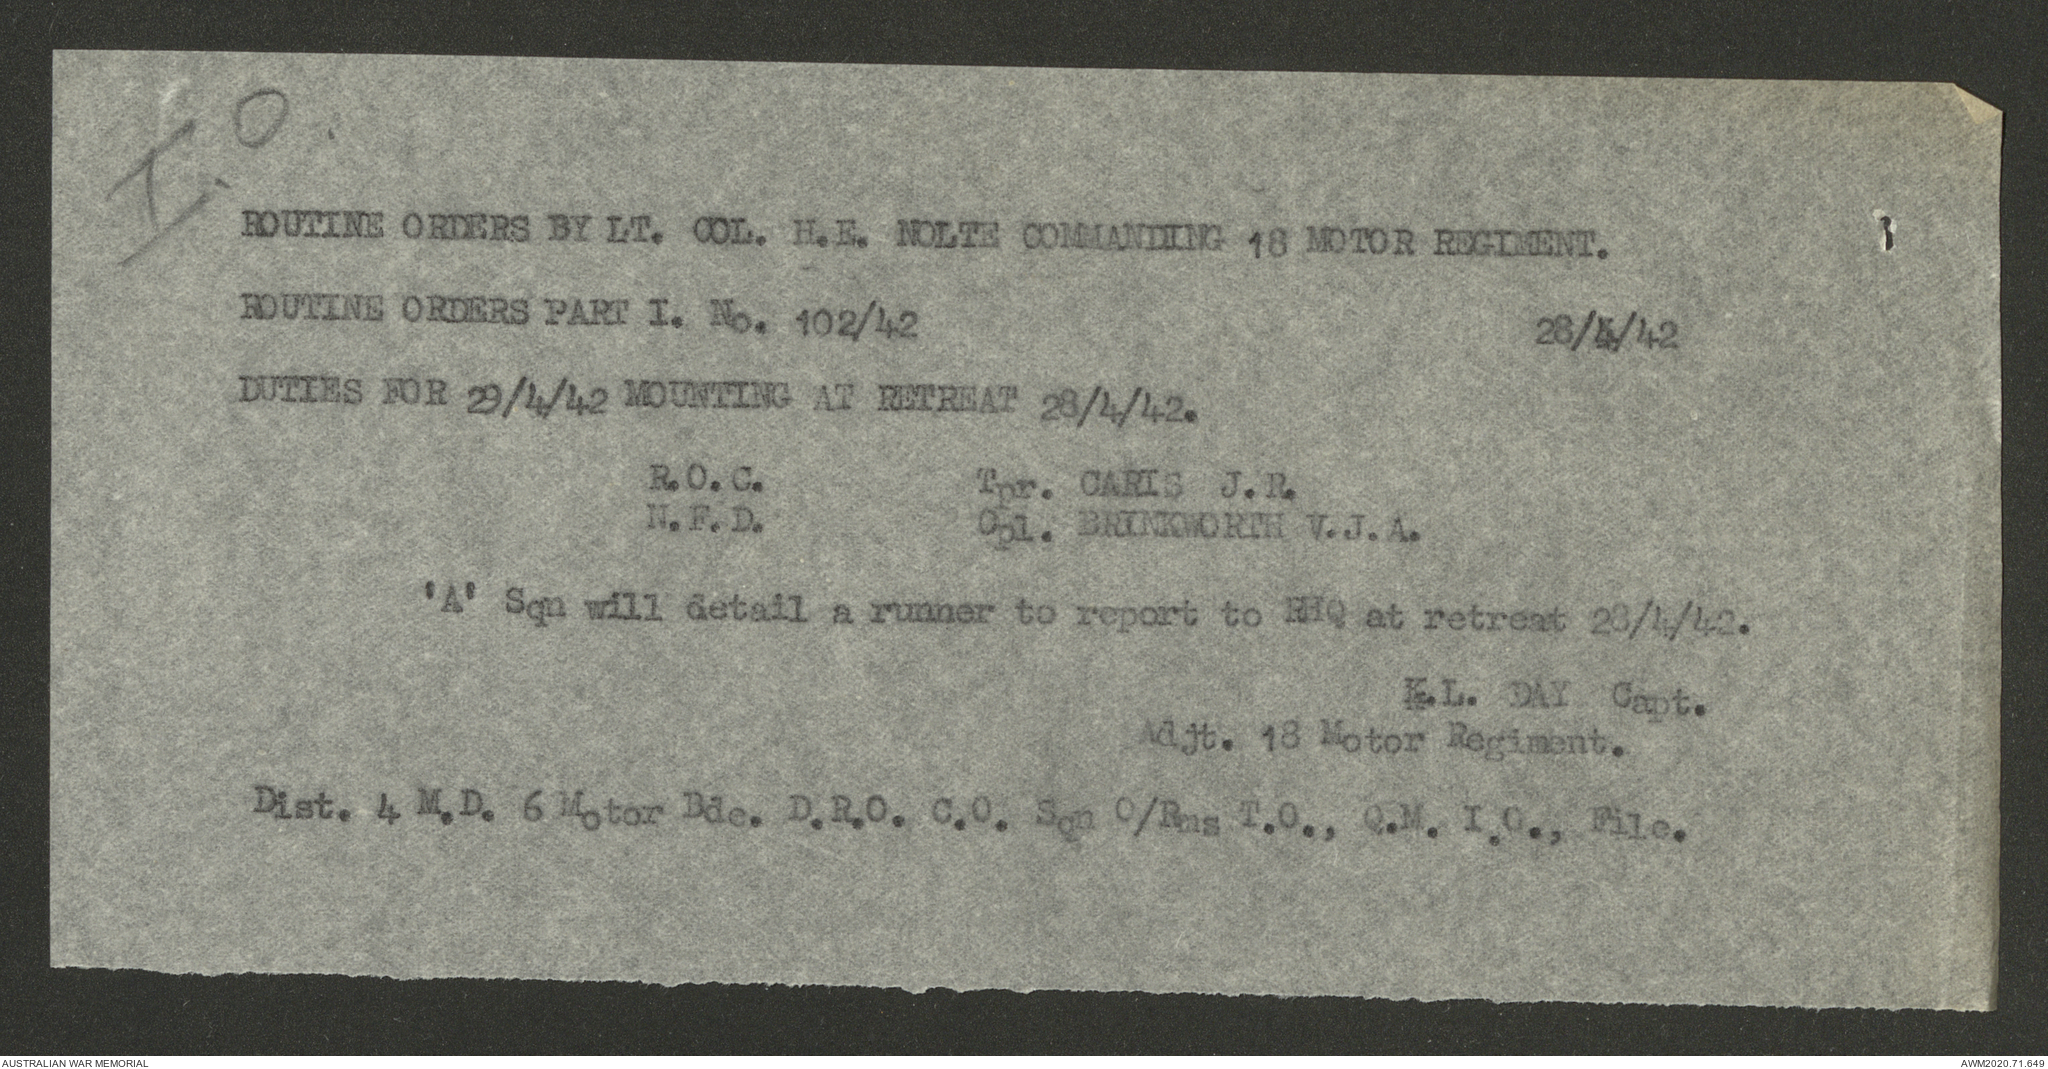 I.O.
ROUTINE ORDERS BY LT. COL. H.E. NOLTE COMMANDING 18 MOTOR REGIMENT.
ROUTINE ORDERS PART I. No. 102/42 28/4/42
DUTIES FOR 29/4/42 MOUNTING AT RETREAT 28/4/42.
R.O.C. Tpr. CARIS J.R.
N.F.D. Cpl. BRINKWORTH V.J.A.
'A' Sqn will detail a runner to report to RHQ at retreat 28/4/42.
K.L. DAY Capt.
Adjt. 18 Motor Regiment.
Dist. 4 M.D. 6 Motor Bde. D.R.O. C.O. Sqn O/Rms T.O., Q.M. I.O., File.
AUSTRALIAN WAR MEMORIAL AWM2020.71.649